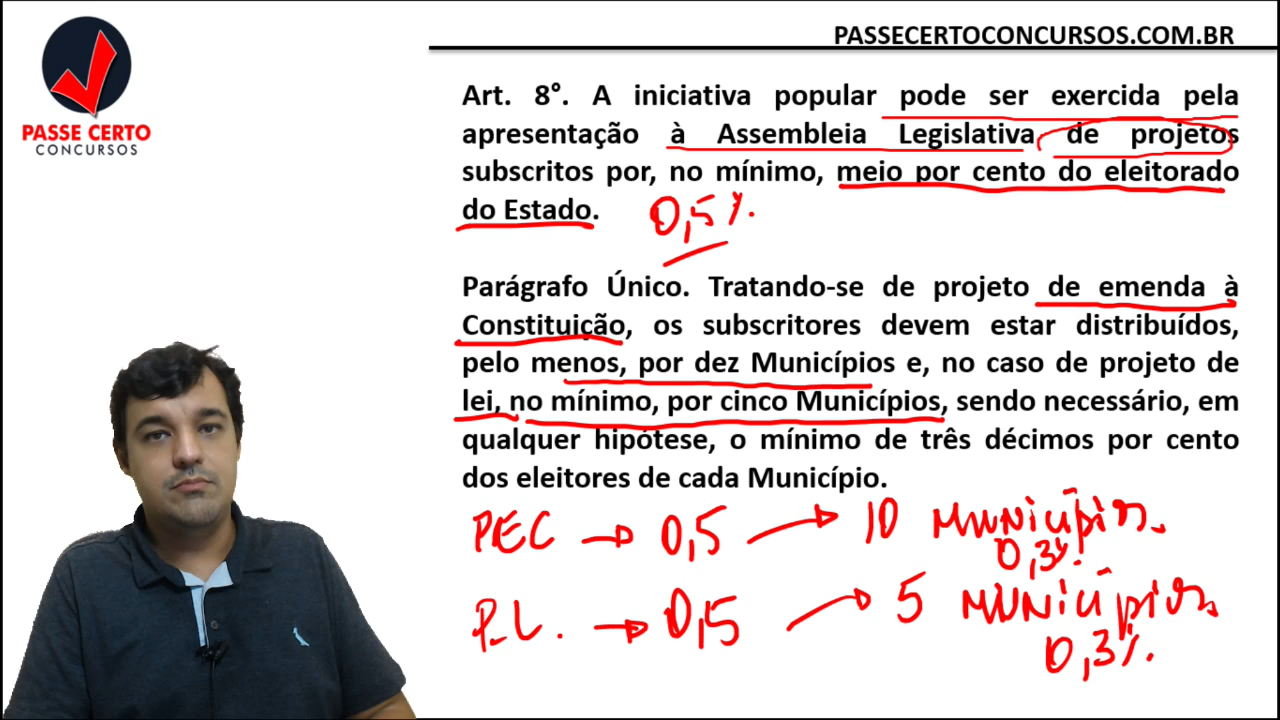 PASSECERTOCONCURSOS.COM.BR
PASSE CERTO
CONCURSOS
Art. 8°. A iniciativa popular pode ser exercida pela
apresentação à Assembleia Legislativa de projetos
subscritos por, no mínimo, meio por cento do eleitorado
do Estado.
0,5%.
Parágrafo Único. Tratando-se de projeto de emenda à
Constituição, os subscritores devem estar distribuídos,
pelo menos, por dez Municípios e, no caso de projeto de
lei, no mínimo, por cinco Municípios, sendo necessário, em
qualquer hipótese, o mínimo de três décimos por cento
dos eleitores de cada Município.
PEC → 0,5 → 10 MUNICÍPIOS
0,3%.
P.L. → 0,5 → 5 MUNICÍPIOS
0,3%.